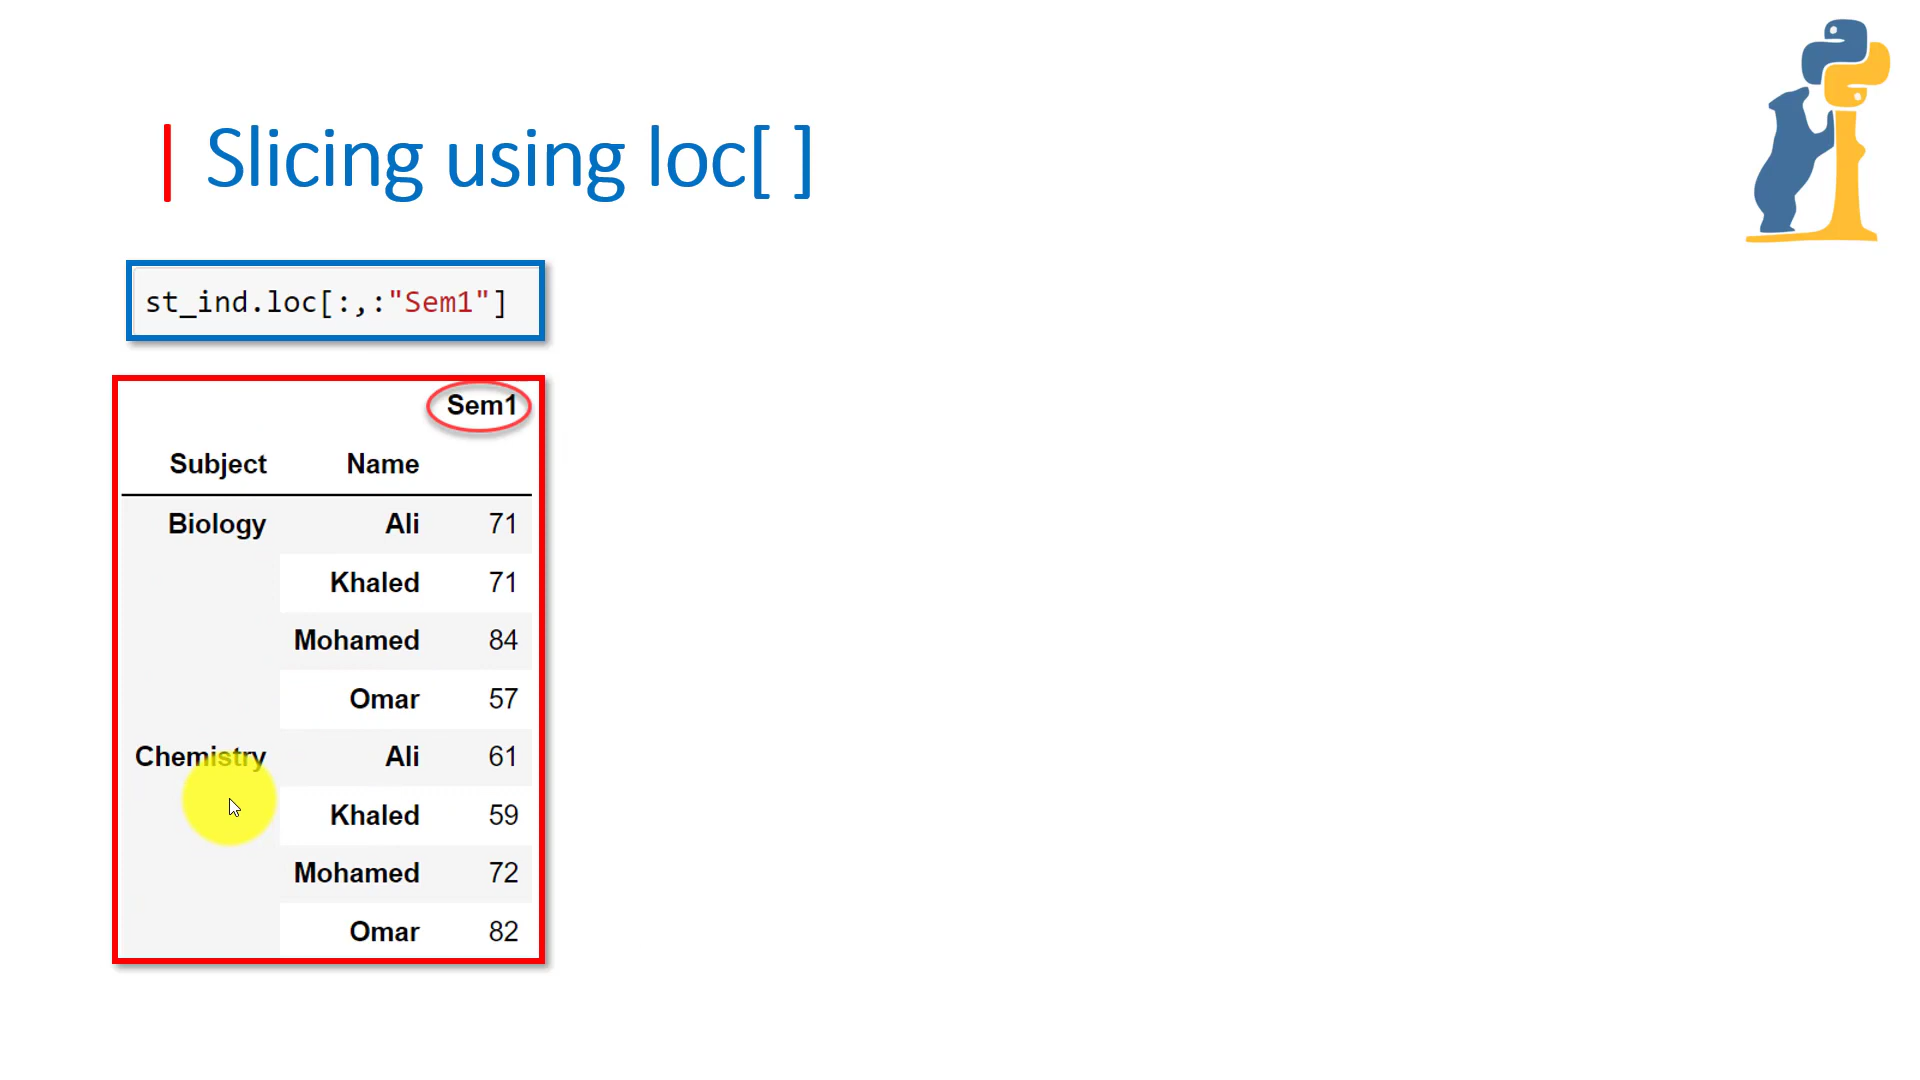 Slicing using loc[ ]
st_ind.loc[:,:"Sem1"]
Sem1
Subject Name
Biology Ali 71
Khaled 71
Mohamed 84
Omar 57
Chemistry Ali 61
Khaled 59
Mohamed 72
Omar 82